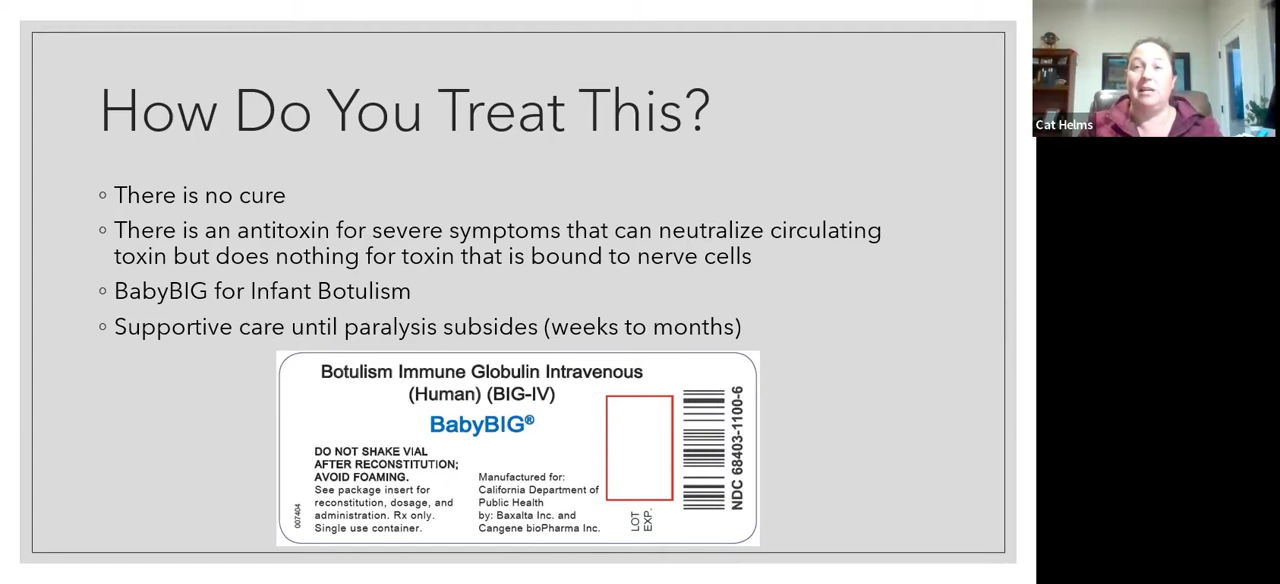 How Do You Treat This?
◦ There is no cure
◦ There is an antitoxin for severe symptoms that can neutralize circulating
toxin but does nothing for toxin that is bound to nerve cells
◦ BabyBIG for Infant Botulism
◦ Supportive care until paralysis subsides (weeks to months)
Botulism Immune Globulin Intravenous
(Human) (BIG-IV)
BabyBIG®
DO NOT SHAKE VIAL
AFTER RECONSTITUTION;
AVOID FOAMING.
See package insert for
reconstitution, dosage, and
administration. Rx only.
Single use container.
007404
Manufactured for:
California Department of
Public Health
by: Baxalta Inc. and
Cangene bioPharma Inc.
LOT
EXP.
NDC 68403-1100-6
Cat Helms